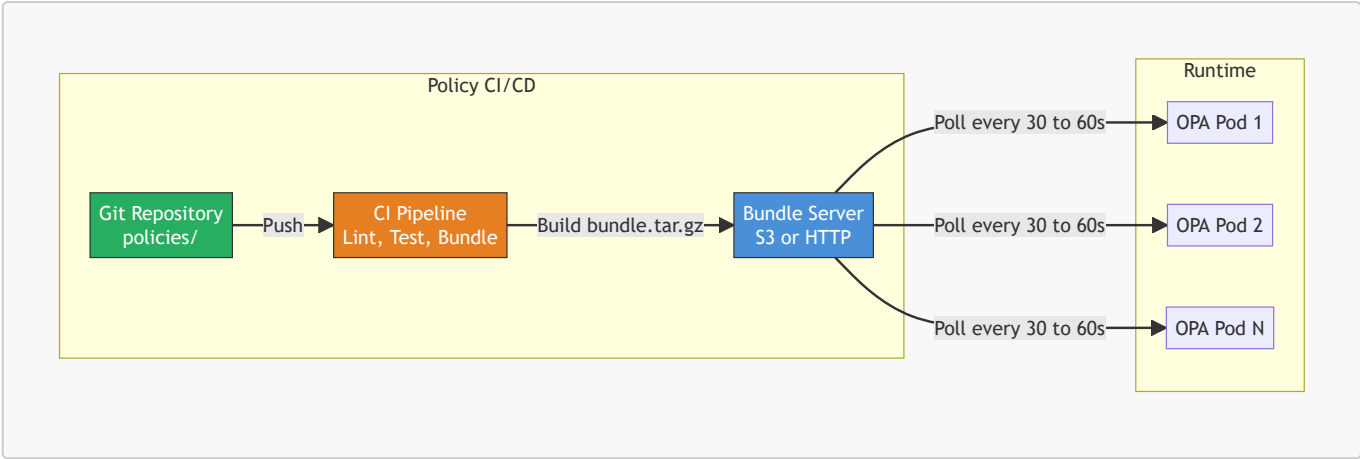 Policy CI/CD
Git Repository
policies/
Push
CI Pipeline
Lint, Test, Bundle
Build bundle.tar.gz
Bundle Server
S3 or HTTP
Poll every 30 to 60s
Poll every 30 to 60s
Poll every 30 to 60s
Runtime
OPA Pod 1
OPA Pod 2
OPA Pod N